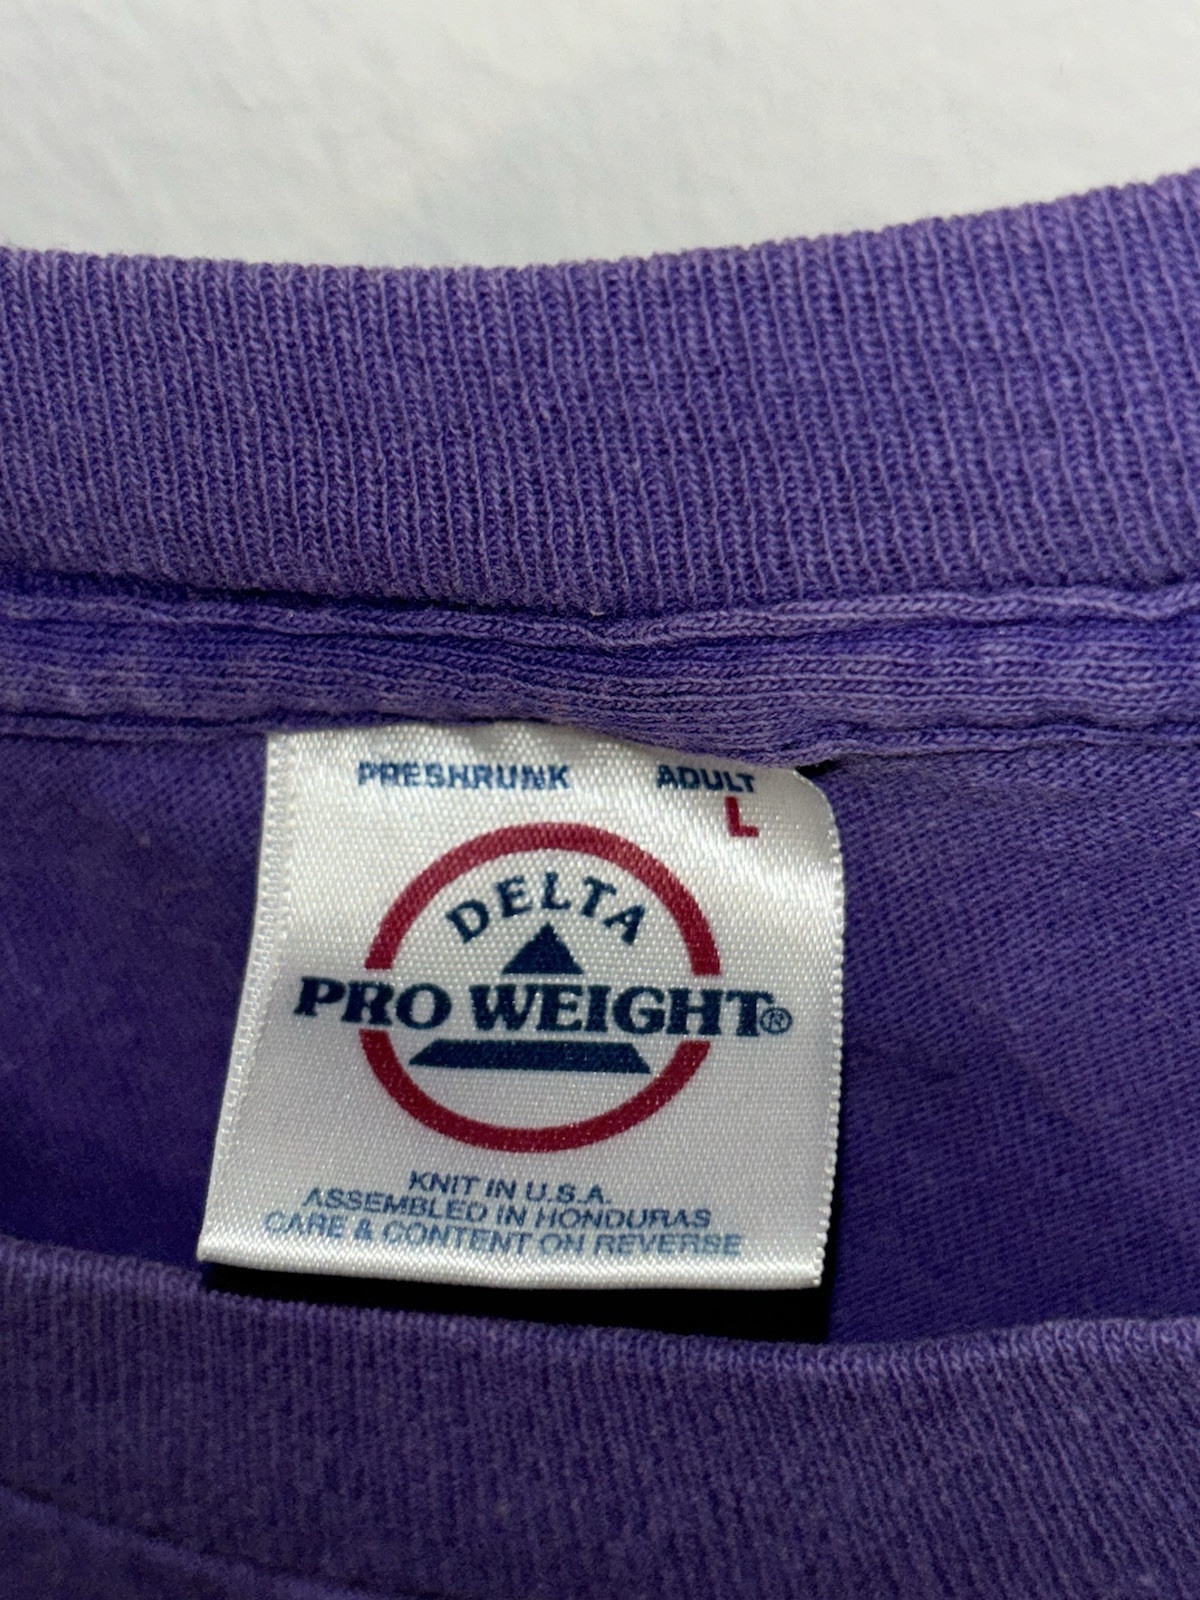 PRESHRUNK ADULT
L
DELTA
PRO WEIGHT®
KNIT IN U.S.A.
ASSEMBLED IN HONDURAS
CARE & CONTENT ON REVERSE